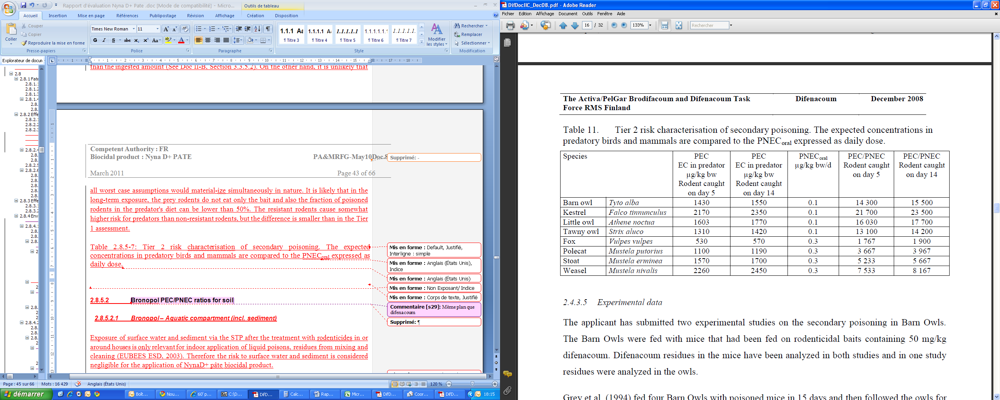 Rapport d'évaluation Nyna D+ Pate .doc [Mode de compatibilité] - Micro...
Outils de tableau
Accueil Insertion Mise en page Références Publipostage Révision Affichage Création Disposition
Coller
Couper
Copier
Reproduire la mise en forme
Presse-papiers
Times New Roman 11
G I S abc x₂ x² Aa
Police
Paragraphe
1.1.1 Aa 1.1.1.1 A 1.1.1.1.1 1.1.1.1.1.1 1.1.1.1.1.
¶ Titre 3 ¶ Titre 4 ¶ Titre 5 ¶ Titre 6 ¶ Titre 7
Modifier
les styles
Style
Rechercher
Remplacer
Sélectionner
Modification
Explorateur de docun
2.8
2.8.1 Fate
2.8.1.1
2.8.1.2
2.8.1.3
2.8.1.4
2.8.
2.8.
2.8.2 Effe
2.8.2.1
2.8.2.2
2.8.2.3
2.8.2.4
2.8.
2.8.
2.8.2.5
2.8.2.6
2.8.
2.8.
2.8.
2.8.
2.8.
2.8.3 Effe
2.8.3.1
2.8.3.2
2.8.4 Env
2.8.4.1
2.8.
2.8.
2.8.
2
2
2
2
2.8.
2
2
2.8.4.2
2.8.
2.8.
2.8.
2
2
2
2
than the ingested amount (See Doc II-B, Section 3.3.5.2). On the other hand, it is unlikely that
Competent Authority : FR
Biocidal product : Nyna D+ PATE PA&MRFG-May10Doc.8
March 2011 Page 43 of 66
all worst case assumptions would material-ize simultaneously in nature. It is likely that in the
long-term exposure, the prey rodents do not eat only the bait and also the fraction of poisoned
rodents in the predator's diet can be lower than 50%. The resistant rodents cause somewhat
higher risk for predators than non-resistant rodents, but the difference is smaller than in the Tier
1 assessment.
Table 2.8.5-7: Tier 2 risk characterisation of secondary poisoning. The expected
concentrations in predatory birds and mammals are compared to the PNECoral expressed as
daily dose.
2.8.5.2 Bronopol PEC/PNEC ratios for soil
2.8.5.2.1 Bronopol – Aquatic compartment (incl. sediment)
Exposure of surface water and sediment via the STP after the treatment with rodenticides in or
around houses is only relevant for indoor application of liquid poisons, residues from mixing and
cleaning (EUBEES ESD, 2003). Therefore the risk to surface water and sediment is considered
negligible for the application of NynaD+ pâte biocidal product.
Supprimé: -
Mis en forme : Default, Justifié,
Interligne : simple
Mis en forme : Anglais (États Unis),
Indice
Mis en forme : Anglais (États Unis)
Mis en forme : Non Exposant/ Indice
Mis en forme : Corps de texte, Justifié
Commentaire [s29]: Même plan que
difenacoum
Supprimé: ¶
Page : 45 sur 66 Mots : 16 429 Anglais (États Unis) 120 %
démarrer Boît... Nou... 60' p... C:\D... DifD... Calc... Rap... Micr... DifD... Coor... DifD... 18:15
DifDocIIC_Dec08.pdf - Adobe Reader
Fichier Edition Affichage Document Outils Fenêtre Aide
16 / 32 133% Rechercher
The Activa/PelGar Brodifacoum and Difenacoum Task Difenacoum December 2008
Force RMS Finland
Table 11. Tier 2 risk characterisation of secondary poisoning. The expected concentrations in
predatory birds and mammals are compared to the PNECoral expressed as daily dose.
Species PEC PEC PNECoral PEC/PNEC PEC/PNEC
EC in predator EC in predator µg/kg bw/d Rodent caught Rodent caught
µg/kg bw µg/kg bw on day 5 on day 14
Rodent caught Rodent caught
on day 5 on day 14
Barn owl Tyto alba 1430 1550 0.1 14 300 15 500
Kestrel Falco tinnunculus 2170 2350 0.1 21 700 23 500
Little owl Athene noctua 1603 1770 0.1 16 030 17 700
Tawny owl Strix aluco 1310 1420 0.1 13 100 14 200
Fox Vulpes vulpes 530 570 0.3 1 767 1 900
Polecat Mustela putorius 1100 1190 0.3 3 667 3 967
Stoat Mustela erminea 1570 1700 0.3 5 233 5 667
Weasel Mustela nivalis 2260 2450 0.3 7 533 8 167
2.4.3.5 Experimental data
The applicant has submitted two experimental studies on the secondary poisoning in Barn Owls.
The Barn Owls were fed with mice that had been fed on rodenticidal baits containing 50 mg/kg
difenacoum. Difenacoum residues in the mice have been analyzed in both studies and in one study
residues were analyzed in the owls.
Grey et al. (1994) fed four Barn Owls with poisoned mice in 15 days and then followed the owls for